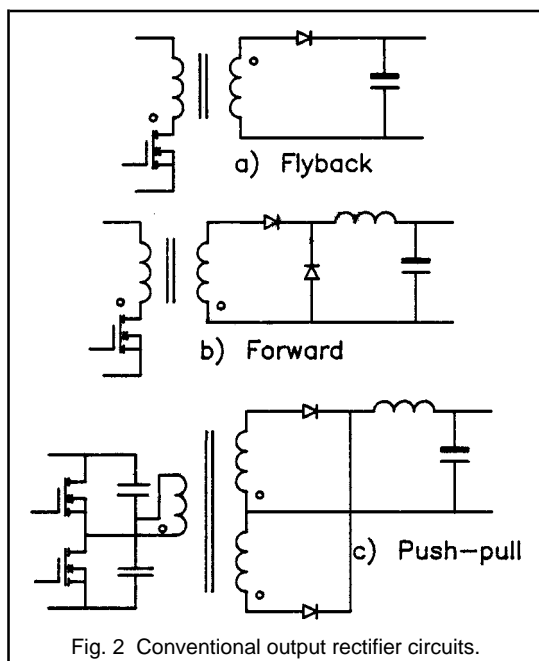 a) Flyback
b) Forward
c) Push-pull
Fig. 2 Conventional output rectifier circuits.